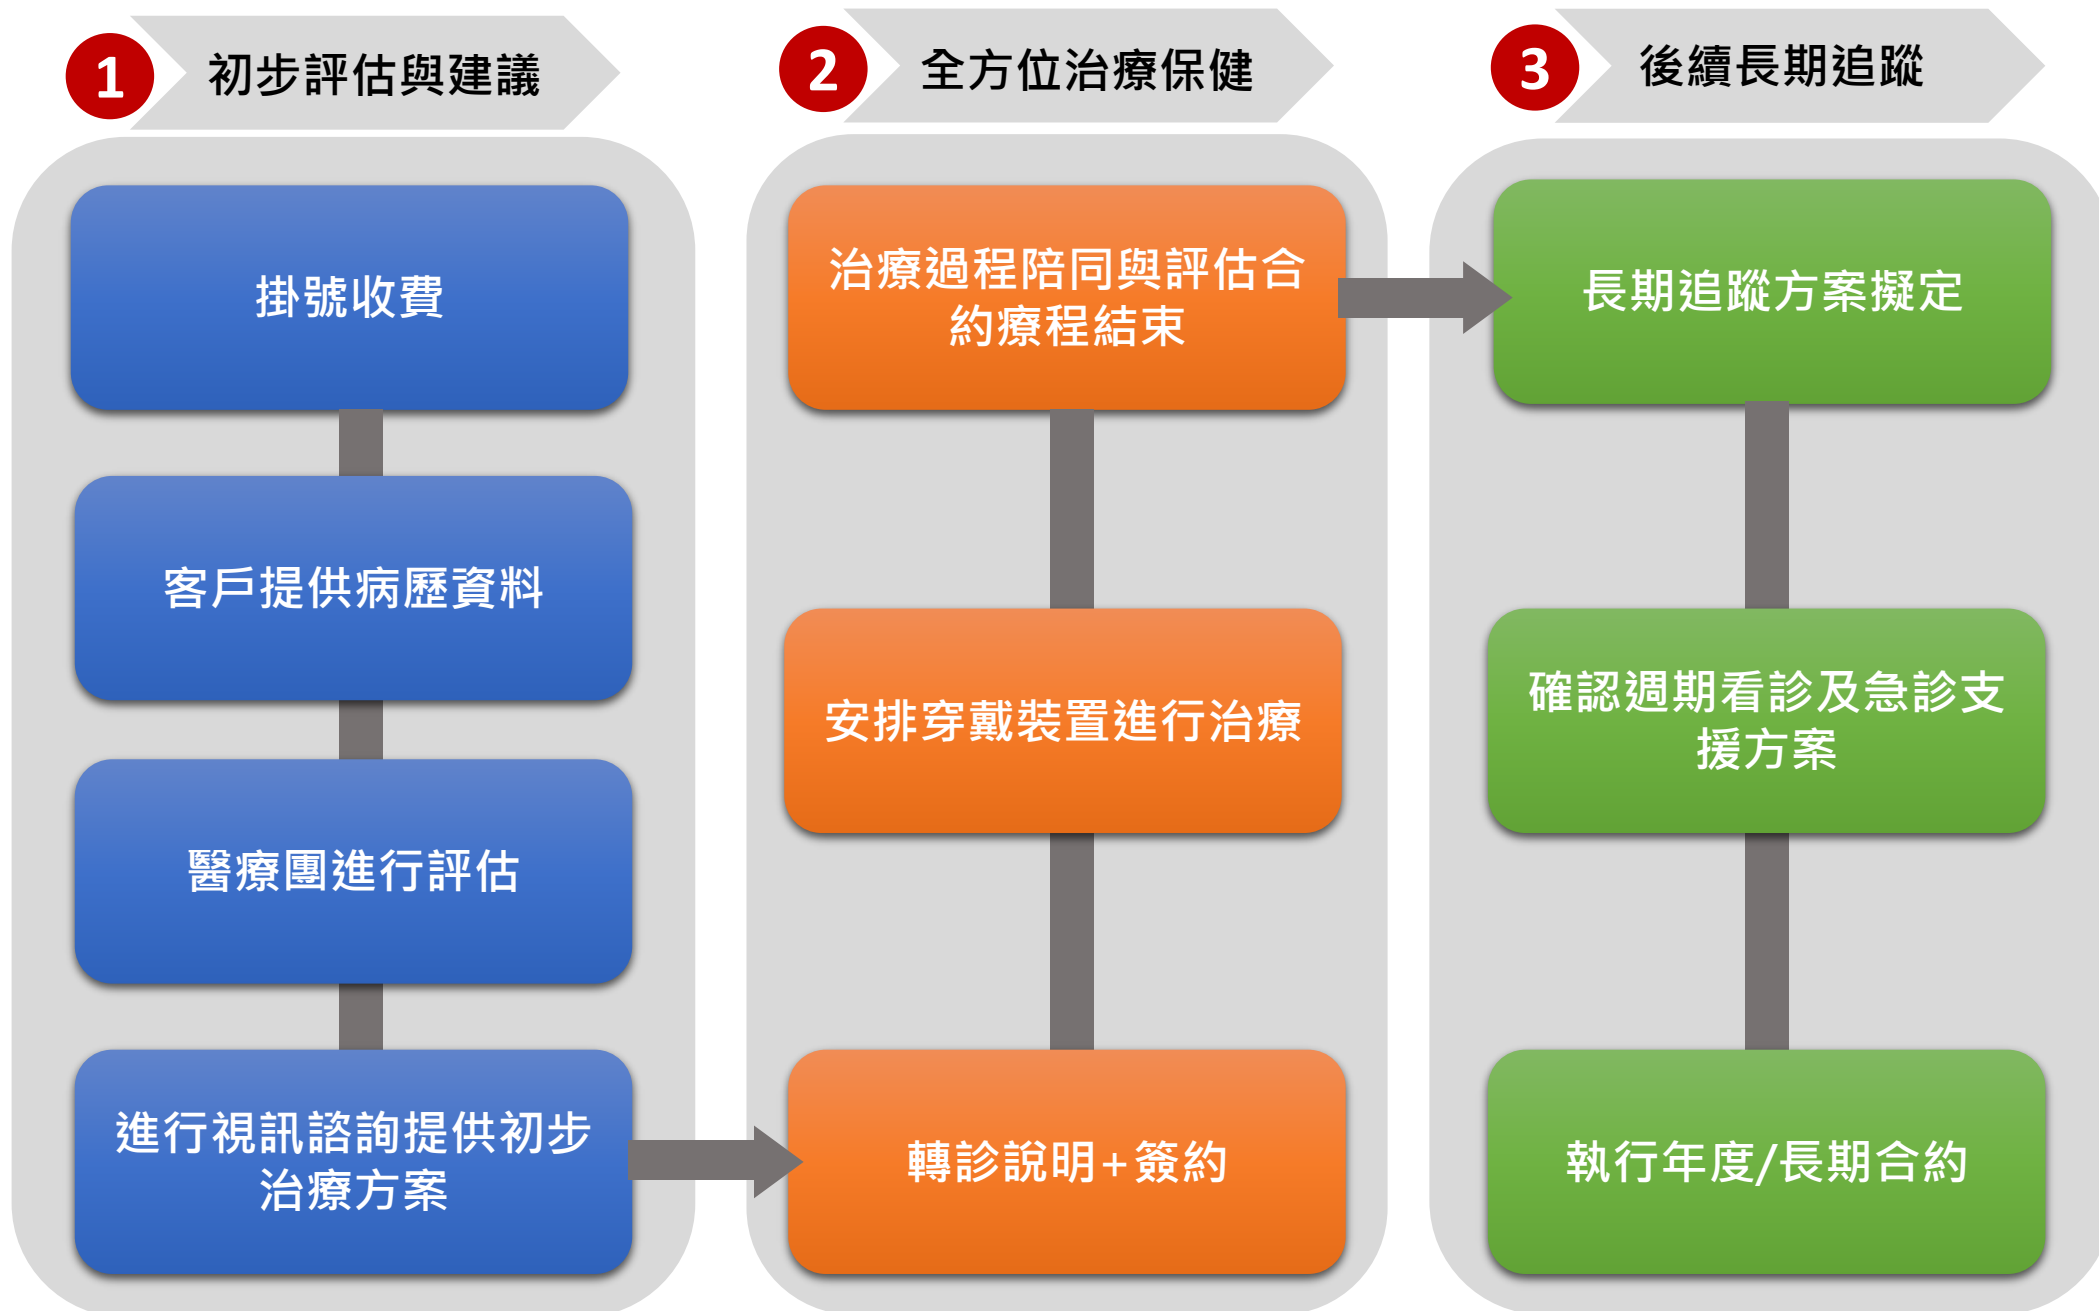 1
初步評估與建議
掛號收費
客戶提供病歷資料
醫療團進行評估
進行視訊諮詢提供初步
治療方案
2
全方位治療保健
治療過程陪同與評估合
約療程結束
安排穿戴裝置進行治療
轉診說明+簽約
3
後續長期追蹤
長期追蹤方案擬定
確認週期看診及急診支
援方案
執行年度/長期合約